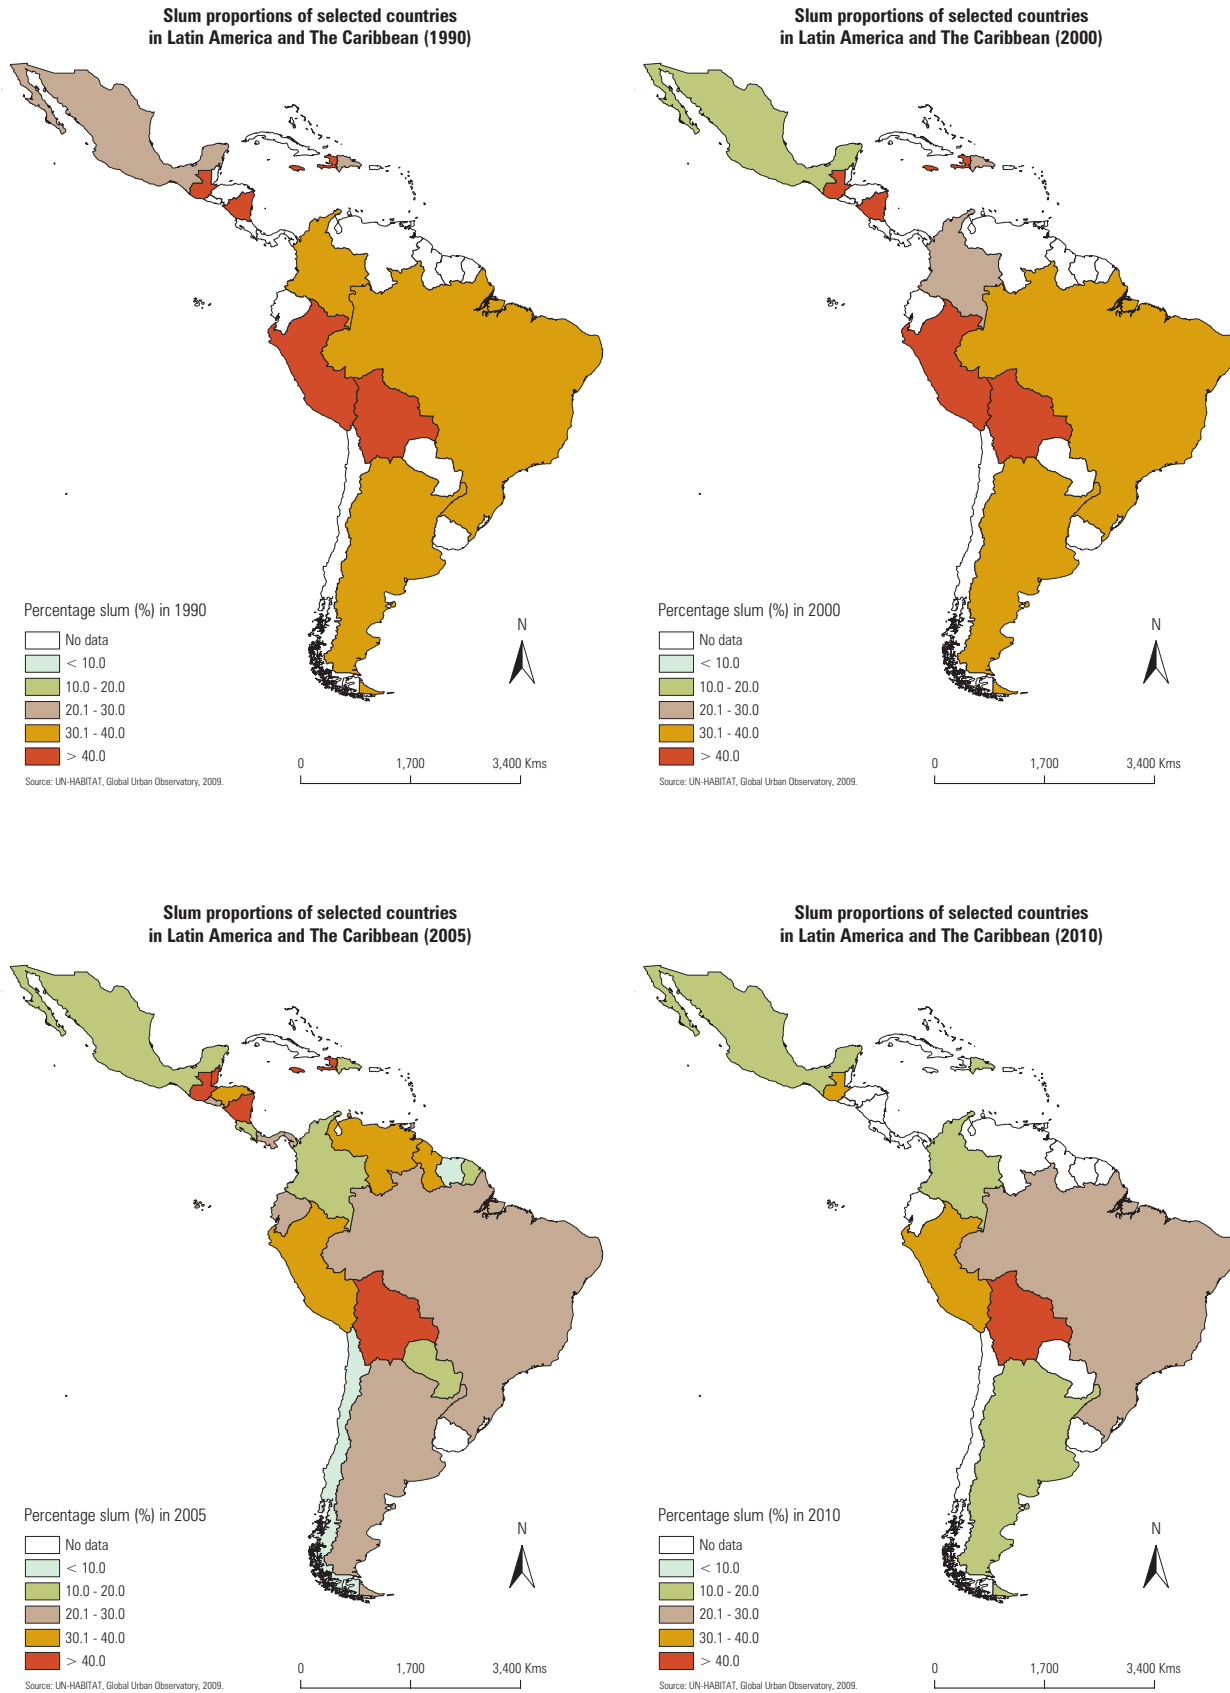 Slum proportions of selected countries
in Latin America and The Caribbean (1990)
Percentage slum (%) in 1990
No data
< 10.0
10.0 - 20.0
20.1 - 30.0
30.1 - 40.0
> 40.0
Source: UN-HABITAT, Global Urban Observatory, 2009.
N
0 1,700 3,400 Kms
Slum proportions of selected countries
in Latin America and The Caribbean (2000)
Percentage slum (%) in 2000
No data
< 10.0
10.0 - 20.0
20.1 - 30.0
30.1 - 40.0
> 40.0
Source: UN-HABITAT, Global Urban Observatory, 2009.
N
0 1,700 3,400 Kms
Slum proportions of selected countries
in Latin America and The Caribbean (2005)
Percentage slum (%) in 2005
No data
< 10.0
10.0 - 20.0
20.1 - 30.0
30.1 - 40.0
> 40.0
Source: UN-HABITAT, Global Urban Observatory, 2009.
N
0 1,700 3,400 Kms
Slum proportions of selected countries
in Latin America and The Caribbean (2010)
Percentage slum (%) in 2010
No data
< 10.0
10.0 - 20.0
20.1 - 30.0
30.1 - 40.0
> 40.0
Source: UN-HABITAT, Global Urban Observatory, 2009.
N
0 1,700 3,400 Kms